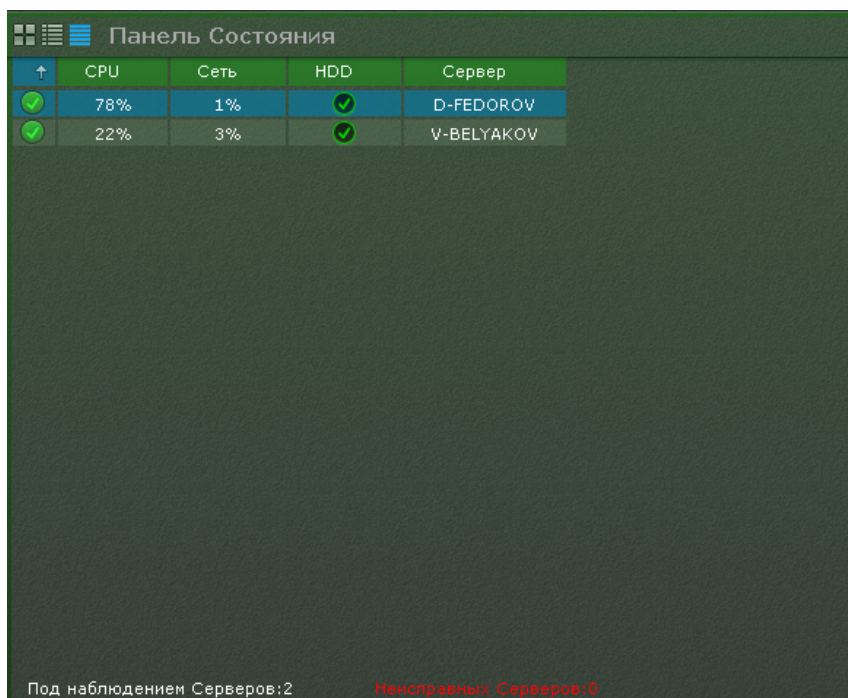 Панель Состояния
CPU Сеть HDD Сервер
78% 1% D-FEDOROV
22% 3% V-BELYAKOV
Под наблюдением Серверов:2 Неисправных Серверов:0